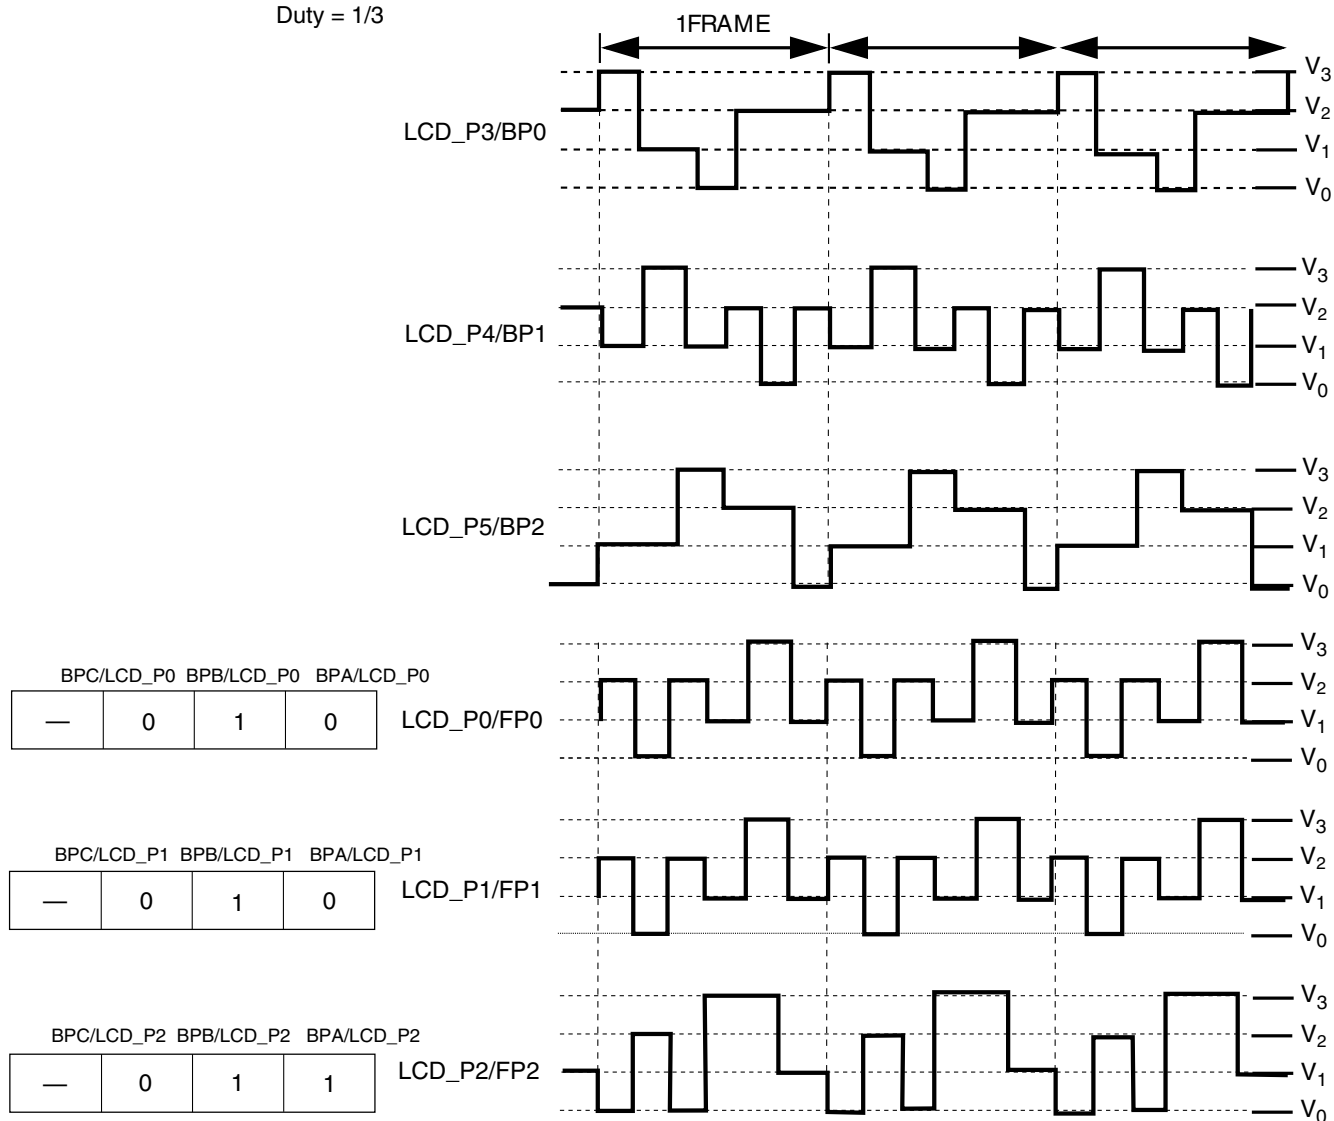 Duty = 1/3
1FRAME
LCD_P3/BP0
V3
V2
V1
V0
LCD_P4/BP1
V3
V2
V1
V0
LCD_P5/BP2
V3
V2
V1
V0
BPC/LCD_P0 BPB/LCD_P0 BPA/LCD_P0
— 0 1 0
LCD_P0/FP0
V3
V2
V1
V0
BPC/LCD_P1 BPB/LCD_P1 BPA/LCD_P1
— 0 1 0
LCD_P1/FP1
V3
V2
V1
V0
BPC/LCD_P2 BPB/LCD_P2 BPA/LCD_P2
— 0 1 1
LCD_P2/FP2
V3
V2
V1
V0